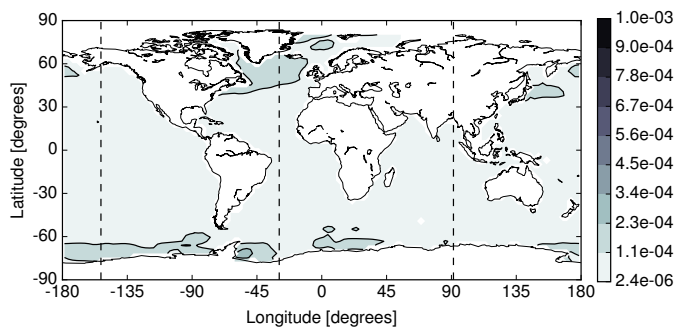 90
60
30
0
-30
-60
-90
Latitude [degrees]
-180 -135 -90 -45 0 45 90 135 180
Longitude [degrees]
1.0e-03
9.0e-04
7.8e-04
6.7e-04
5.6e-04
4.5e-04
3.4e-04
2.3e-04
1.1e-04
2.4e-06